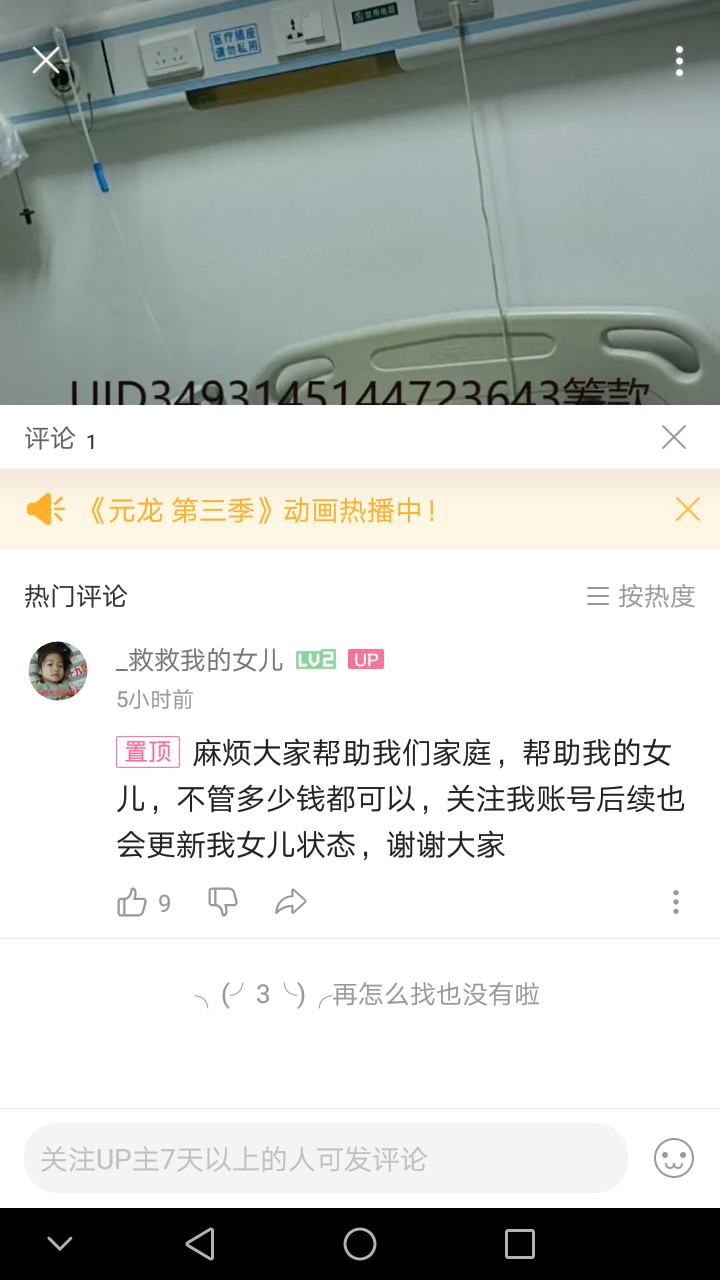 医疗插座
请勿私用
禁用电器
UID3493145144723643筹款
评论 1
《元龙 第三季》动画热播中！
热门评论
按热度
_救救我的女儿 LV2 UP
5小时前
置顶 麻烦大家帮助我们家庭，帮助我的女
儿，不管多少钱都可以，关注我账号后续也
会更新我女儿状态，谢谢大家
9
╮(╯3╰)╭再怎么找也没有啦
关注UP主7天以上的人可发评论